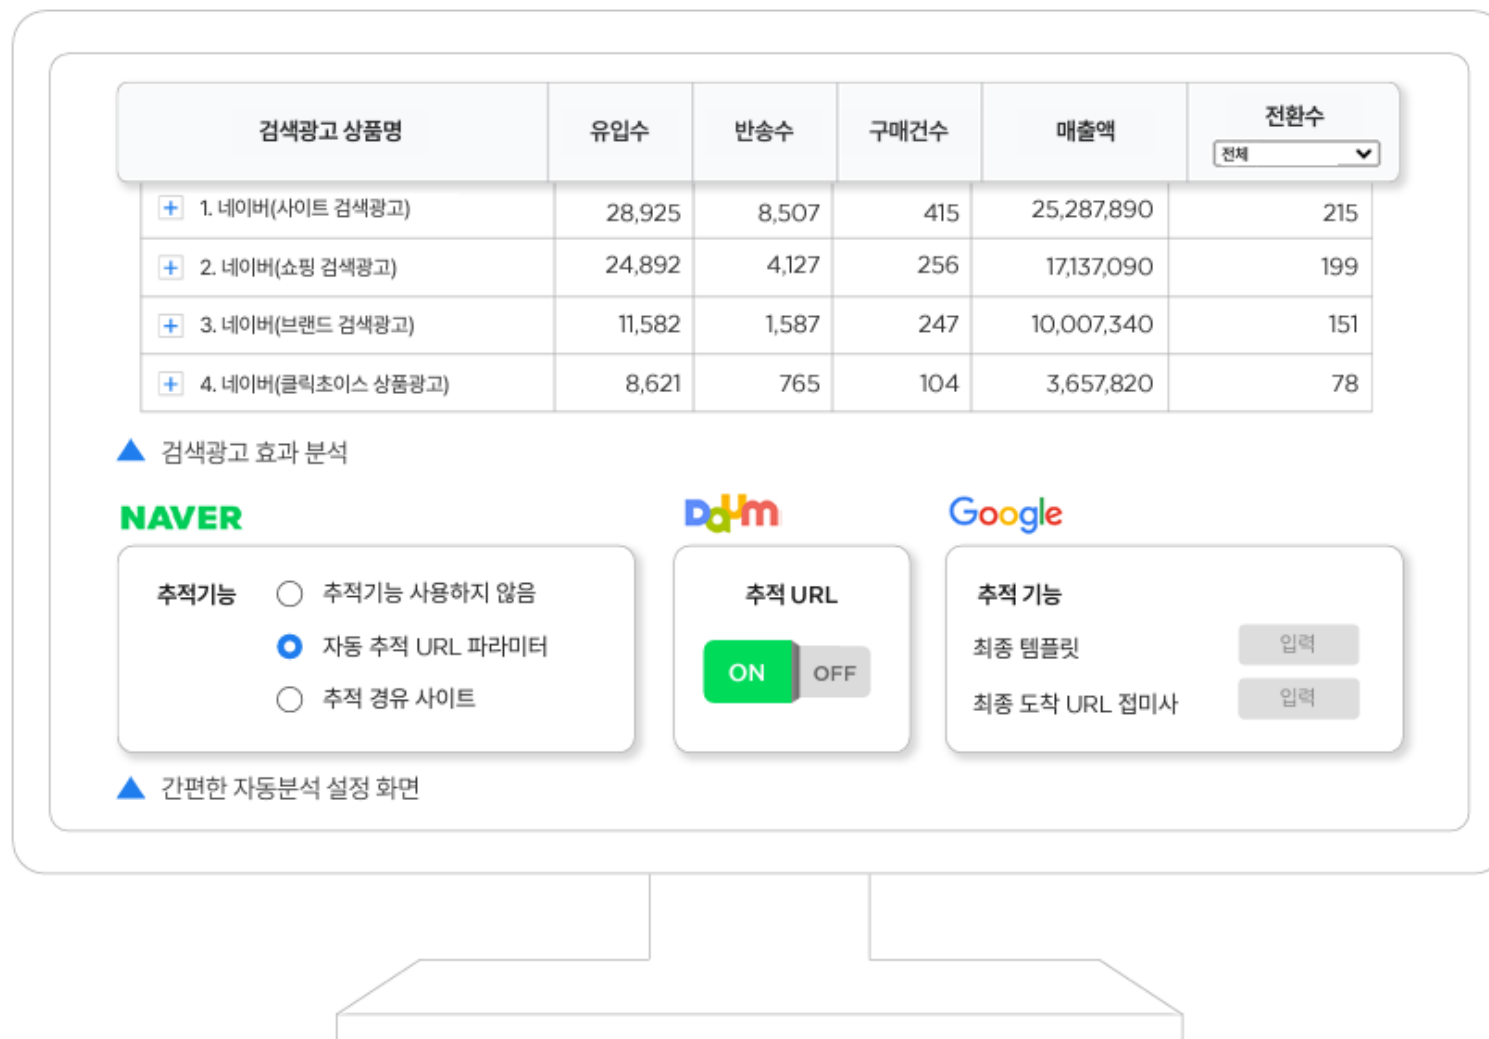 검색광고 상품명 유입수 반송수 구매건수 매출액 전환수
전체
1. 네이버(사이트 검색광고) 28,925 8,507 415 25,287,890 215
2. 네이버(쇼핑 검색광고) 24,892 4,127 256 17,137,090 199
3. 네이버(브랜드 검색광고) 11,582 1,587 247 10,007,340 151
4. 네이버(클릭초이스 상품광고) 8,621 765 104 3,657,820 78
검색광고 효과 분석
NAVER
추적기능
추적기능 사용하지 않음
자동 추적 URL 파라미터
추적 경유 사이트
Daum
추적 URL
ON OFF
Google
추적 기능
최종 템플릿 입력
최종 도착 URL 접미사 입력
간편한 자동분석 설정 화면